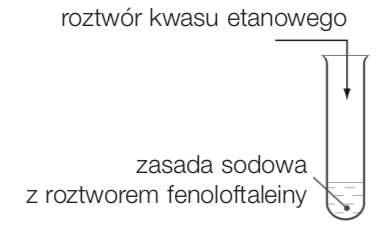 roztwór kwasu etanowego
zasada sodowa
z roztworem fenoloftaleiny